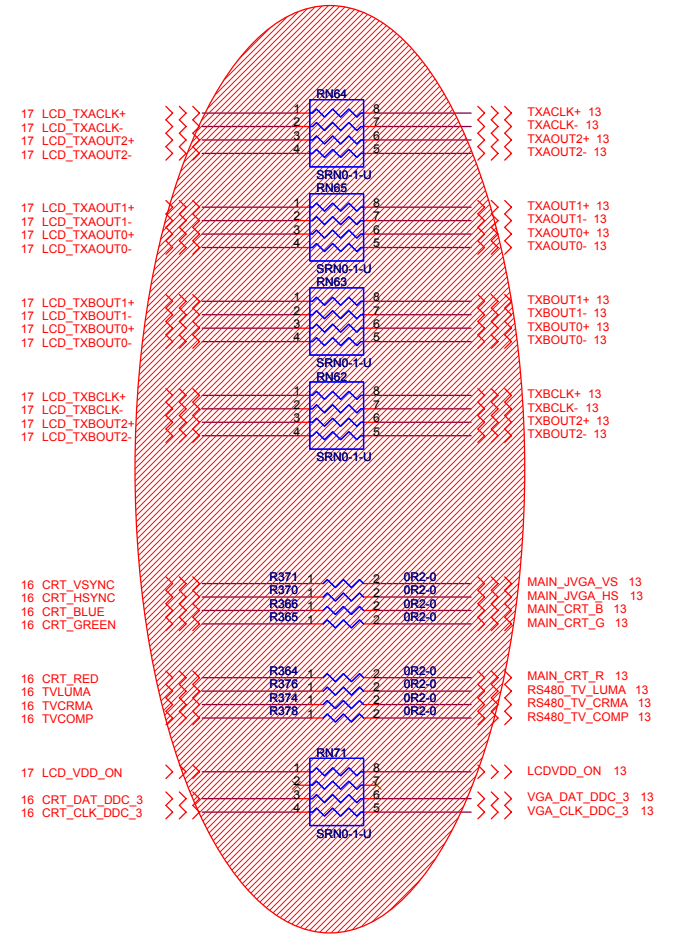 RN64
17 LCD_TXACLK+ 1 8 TXACLK+ 13
17 LCD_TXACLK- 2 7 TXACLK- 13
17 LCD_TXAOUT2+ 3 6 TXAOUT2+ 13
17 LCD_TXAOUT2- 4 5 TXAOUT2- 13
SRN0-1-U
RN65
17 LCD_TXAOUT1+ 1 8 TXAOUT1+ 13
17 LCD_TXAOUT1- 2 7 TXAOUT1- 13
17 LCD_TXAOUT0+ 3 6 TXAOUT0+ 13
17 LCD_TXAOUT0- 4 5 TXAOUT0- 13
SRN0-1-U
RN63
17 LCD_TXBOUT1+ 1 8 TXBOUT1+ 13
17 LCD_TXBOUT1- 2 7 TXBOUT1- 13
17 LCD_TXBOUT0+ 3 6 TXBOUT0+ 13
17 LCD_TXBOUT0- 4 5 TXBOUT0- 13
SRN0-1-U
RN62
17 LCD_TXBCLK+ 1 8 TXBCLK+ 13
17 LCD_TXBCLK- 2 7 TXBCLK- 13
17 LCD_TXBOUT2+ 3 6 TXBOUT2+ 13
17 LCD_TXBOUT2- 4 5 TXBOUT2- 13
SRN0-1-U
16 CRT_VSYNC R371 1 2 0R2-0 MAIN_JVGA_VS 13
16 CRT_HSYNC R370 1 2 0R2-0 MAIN_JVGA_HS 13
16 CRT_BLUE R366 1 2 0R2-0 MAIN_CRT_B 13
16 CRT_GREEN R365 1 2 0R2-0 MAIN_CRT_G 13
16 CRT_RED R364 1 2 0R2-0 MAIN_CRT_R 13
16 TVLUMA R376 1 2 0R2-0 RS480_TV_LUMA 13
16 TVCRMA R374 1 2 0R2-0 RS480_TV_CRMA 13
16 TVCOMP R378 1 2 0R2-0 RS480_TV_COMP 13
RN71
17 LCD_VDD_ON 1 8 LCDVDD_ON 13
2 7
16 CRT_DAT_DDC_3 3 6 VGA_DAT_DDC_3 13
16 CRT_CLK_DDC_3 4 5 VGA_CLK_DDC_3 13
SRN0-1-U